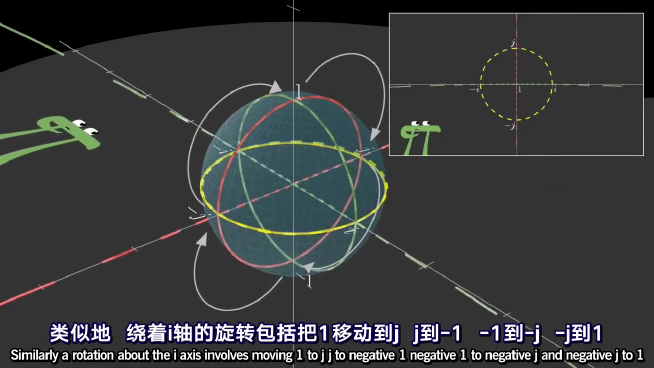 j
-i
1
i
-j
1
-1
类似地 绕着i轴的旋转包括把1移动到j j到-1 -1到-j -j到1
Similarly a rotation about the i axis involves moving 1 to j j to negative 1 negative 1 to negative j and negative j to 1